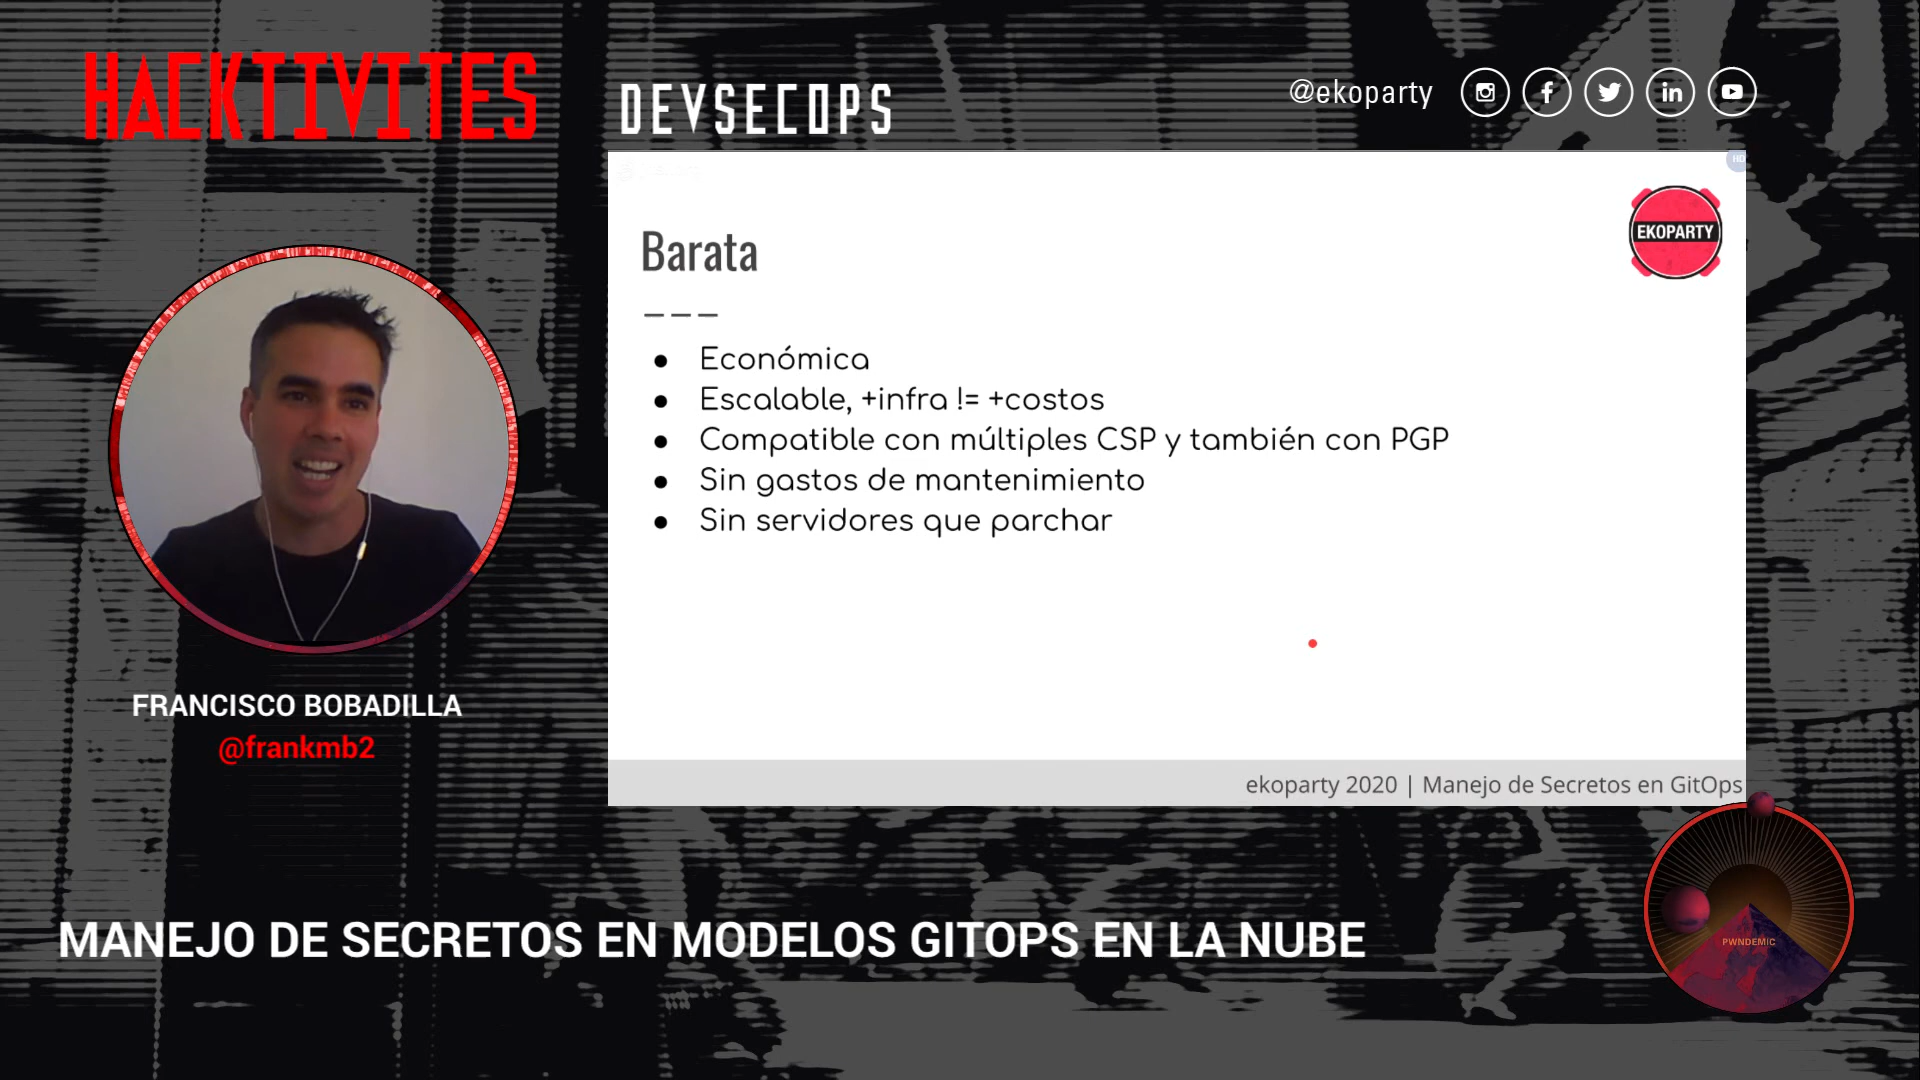 HACKTIVITES
DEVSECOPS
@ekoparty
HD
EKOPARTY
Barata
● Económica
● Escalable, +infra != +costos
● Compatible con múltiples CSP y también con PGP
● Sin gastos de mantenimiento
● Sin servidores que parchar
ekoparty 2020 | Manejo de Secretos en GitOps
FRANCISCO BOBADILLA
@frankmb2
MANEJO DE SECRETOS EN MODELOS GITOPS EN LA NUBE
PWNDEMIC